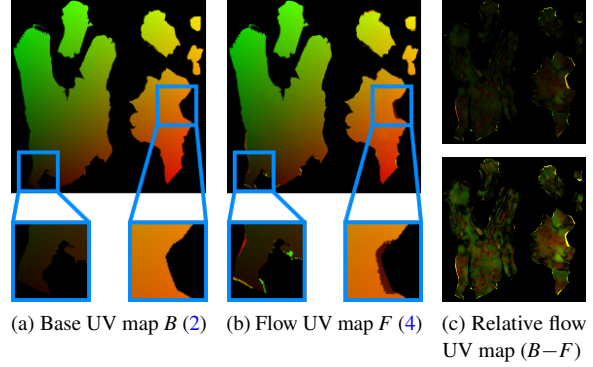 (a) Base UV map B (2)
(b) Flow UV map F (4)
(c) Relative flow
UV map (B−F)